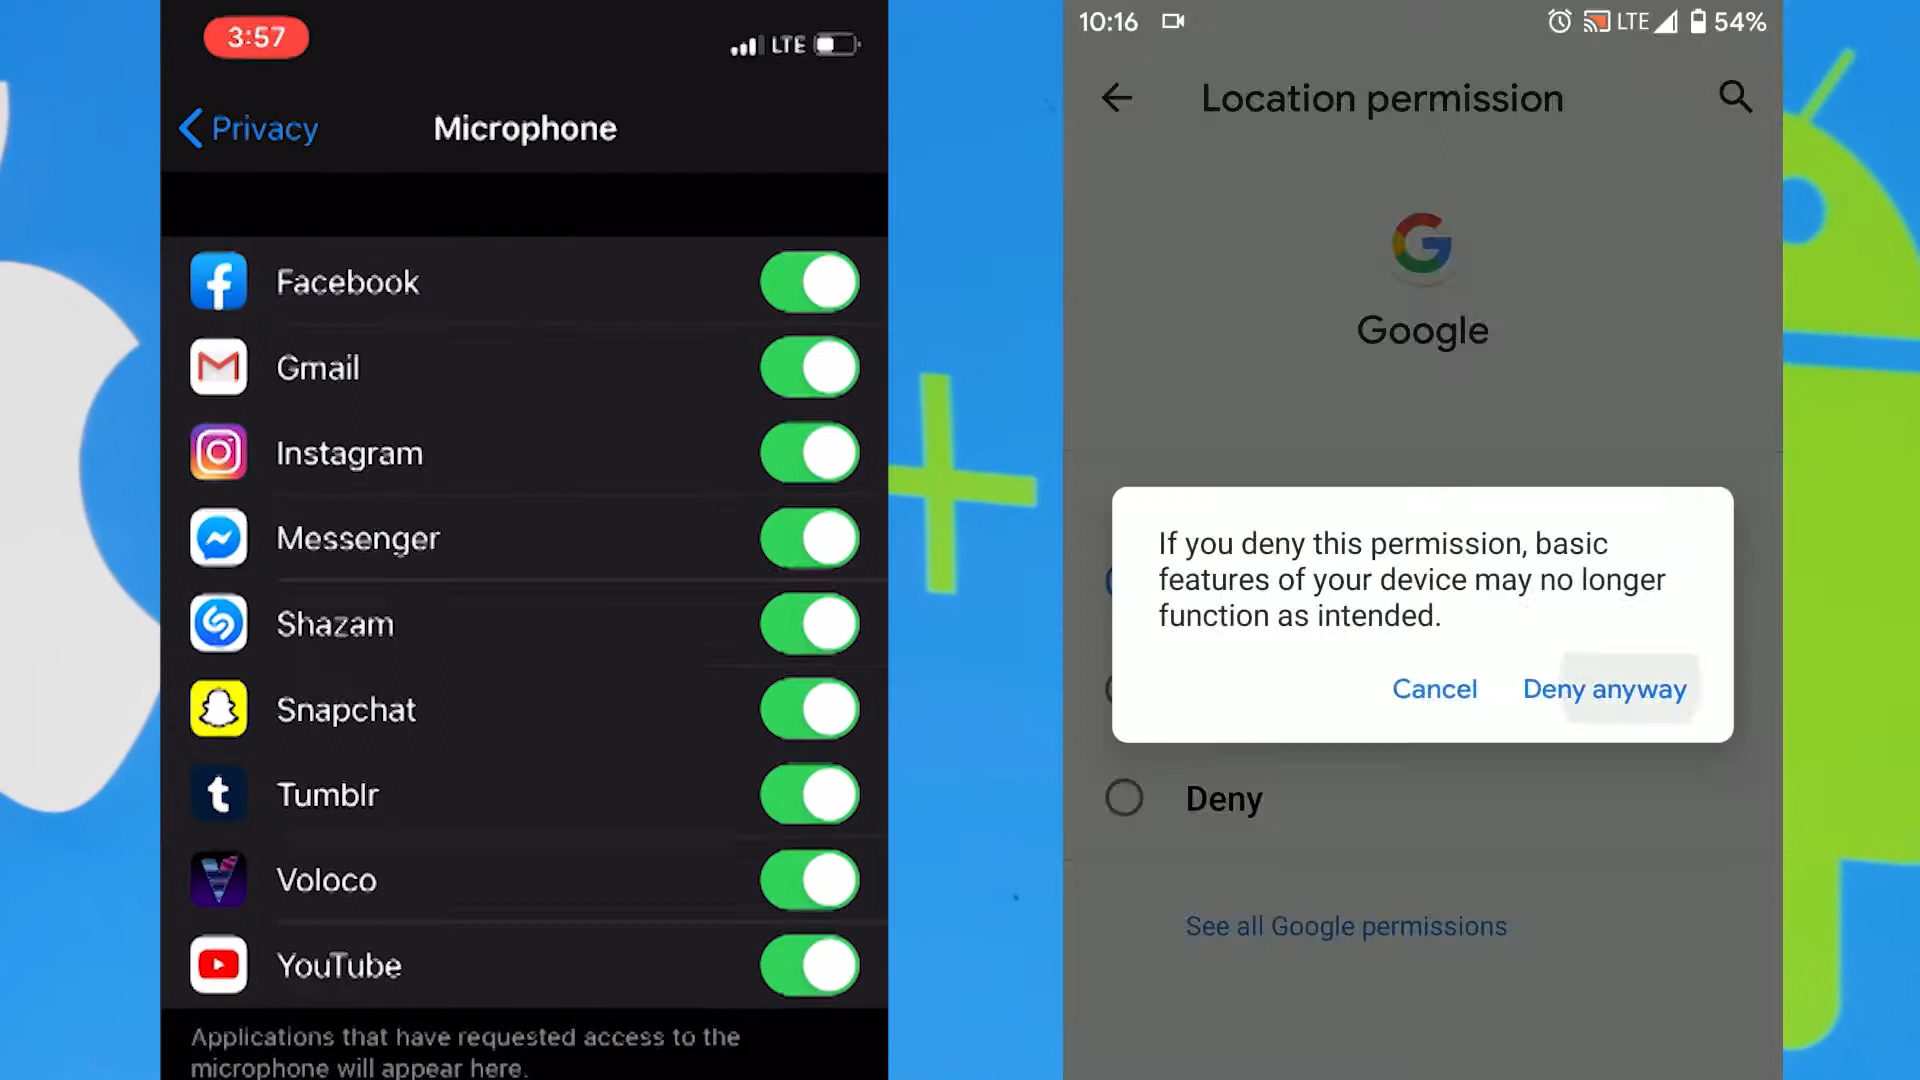 3:57
LTE
Privacy
Microphone
Facebook
Gmail
Instagram
Messenger
Shazam
Snapchat
Tumblr
Voloco
YouTube
Applications that have requested access to the
microphone will appear here.
10:16
LTE
54%
Location permission
Google
If you deny this permission, basic
features of your device may no longer
function as intended.
Cancel
Deny anyway
Deny
See all Google permissions